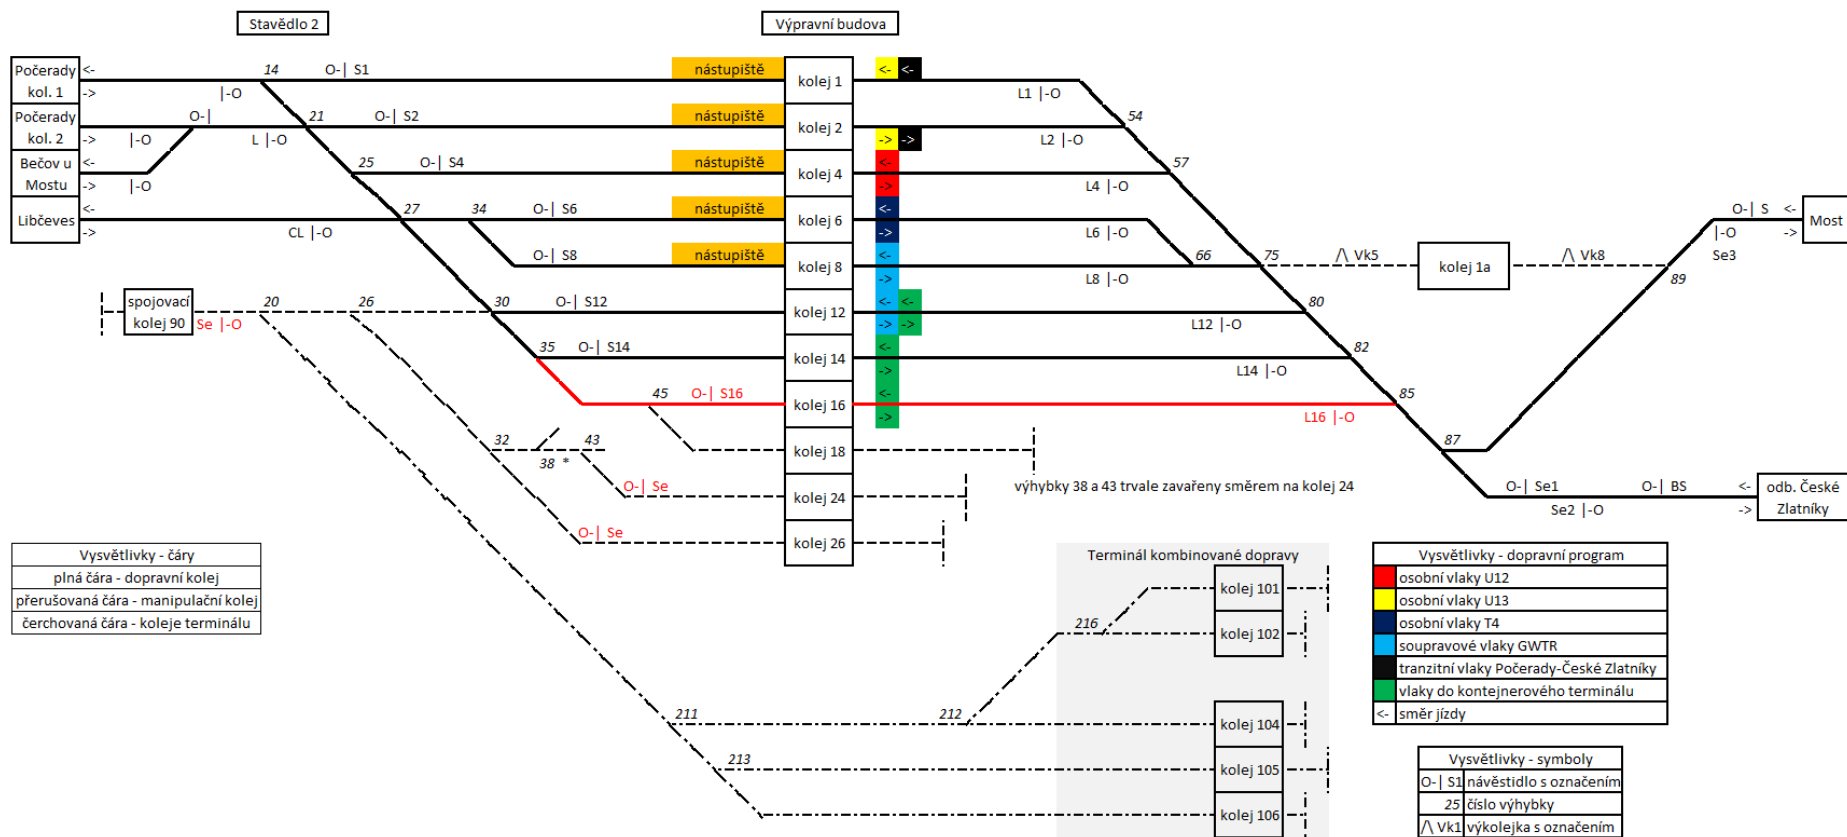 Stavědlo 2
Výpravní budova
Počerady
kol. 1
<-
->
14
O-| S1
|-O
nástupiště
kolej 1
<- <-
L1 |-O
Počerady
kol. 2
->
|-O
O-|
21
L |-O
O-| S2
nástupiště
kolej 2
-> ->
L2 |-O
54
Bečov u
Mostu
<-
->
|-O
25
O-| S4
nástupiště
kolej 4
<-
->
L4 |-O
57
Libčeves
<-
->
CL |-O
27
34
O-| S6
nástupiště
kolej 6
<-
->
L6 |-O
O-| S
<-
->
Most
|-O
Se3
O-| S8
nástupiště
kolej 8
<-
->
L8 |-O
66
75
/\ Vk5
kolej 1a
/\ Vk8
89
spojovací
kolej 90
Se |-O
20
26
30
O-| S12
kolej 12
<- <-
-> ->
L12 |-O
80
35
O-| S14
kolej 14
<-
->
L14 |-O
82
45
O-| S16
kolej 16
<-
->
L16 |-O
85
32
43
38 *
kolej 18
87
O-| Se
kolej 24
výhybky 38 a 43 trvale zavařeny směrem na kolej 24
O-| Se1
O-| BS
<-
->
Se2 |-O
odb. České
Zlatníky
O-| Se
kolej 26
Vysvětlivky - čáry
plná čára - dopravní kolej
přerušovaná čára - manipulační kolej
čerchovaná čára - koleje terminálu
Terminál kombinované dopravy
kolej 101
216
kolej 102
211
212
kolej 104
213
kolej 105
kolej 106
Vysvětlivky - dopravní program
osobní vlaky U12
osobní vlaky U13
osobní vlaky T4
soupravové vlaky GWTR
tranzitní vlaky Počerady-České Zlatníky
vlaky do kontejnerového terminálu
<- směr jízdy
Vysvětlivky - symboly
O-| S1 návěstidlo s označením
25 číslo výhybky
/\ Vk1 výkolejka s označením